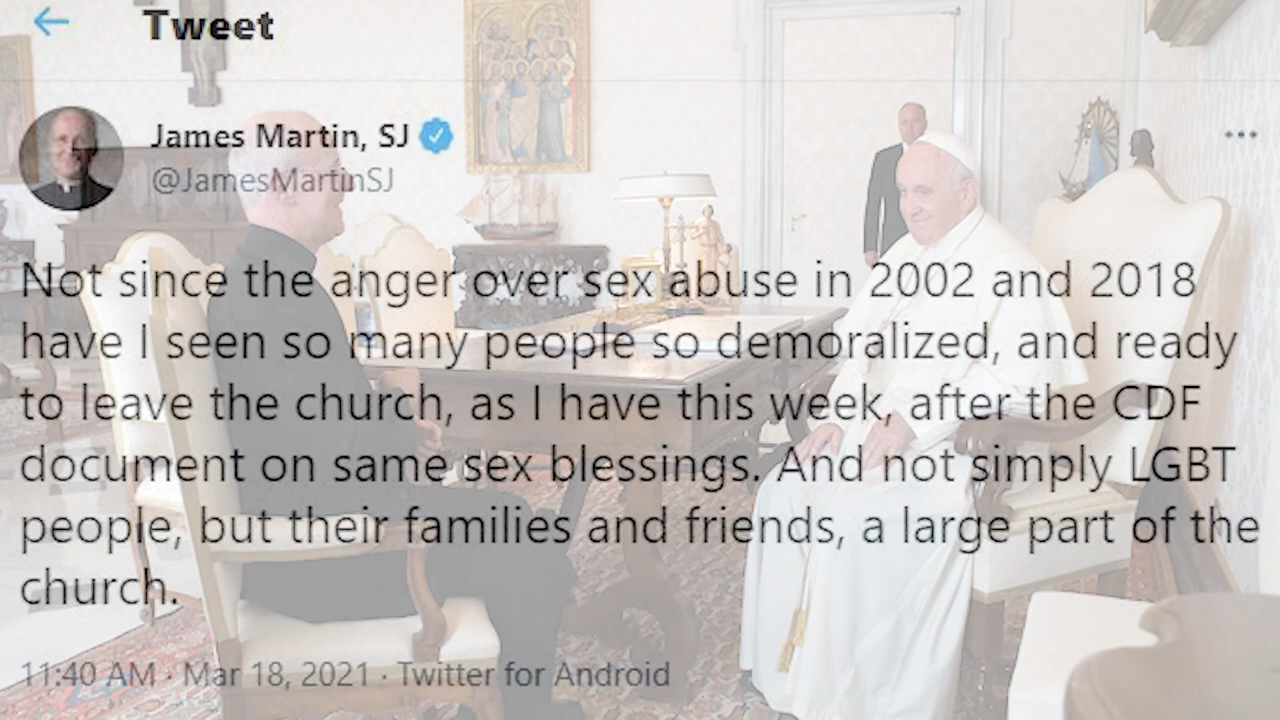 Tweet
James Martin, SJ
@JamesMartinSJ
Not since the anger over sex abuse in 2002 and 2018
have I seen so many people so demoralized, and ready
to leave the church, as I have this week, after the CDF
document on same sex blessings. And not simply LGBT
people, but their families and friends, a large part of the
church.
11:40 AM · Mar 18, 2021 · Twitter for Android